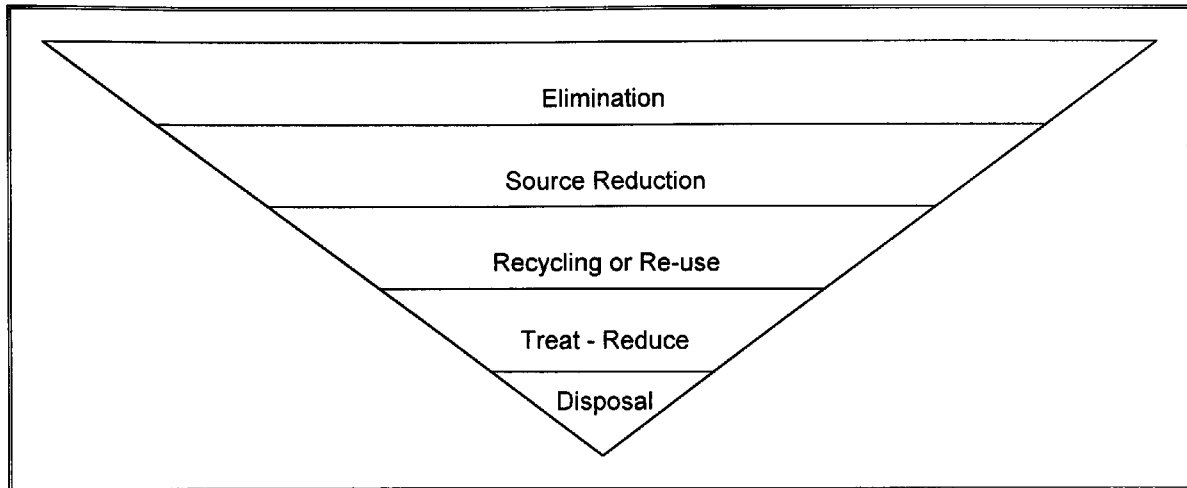 Elimination
Source Reduction
Recycling or Re-use
Treat - Reduce
Disposal